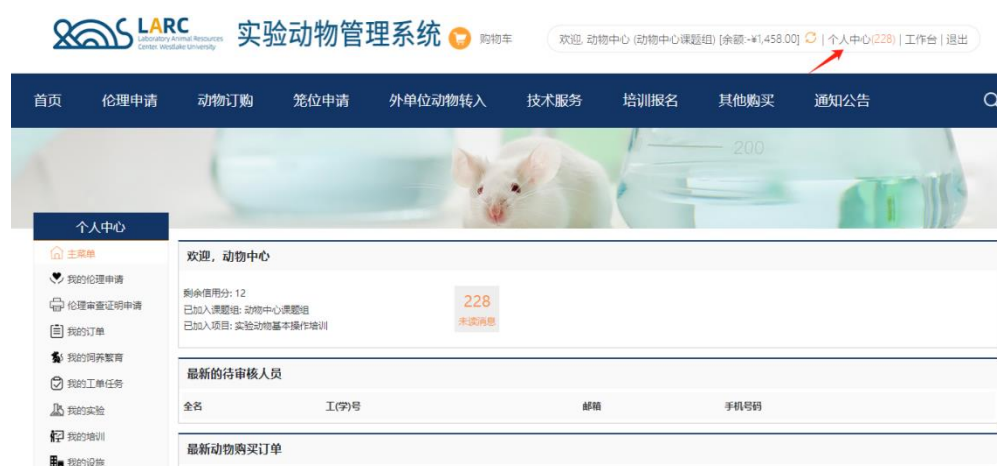 LARC
Laboratory Animal Resources
Center, Westlake University
实验动物管理系统
购物车
欢迎, 动物中心 (动物中心课题组) [余额:-¥1,458.00] | 个人中心(228) | 工作台 | 退出
首页 伦理申请 动物订购 笼位申请 外单位动物转入 技术服务 培训报名 其他购买 通知公告
200
个人中心
主菜单
我的伦理申请
伦理审查证明申请
我的订单
我的饲养繁育
我的工单任务
我的实验
我的培训
我的设施
欢迎, 动物中心
剩余信用分: 12
已加入课题组: 动物中心课题组
已加入项目: 实验动物基本操作培训
228
未读消息
最新的待审核人员
全名 工(学)号 邮箱 手机号码
最新动物购买订单